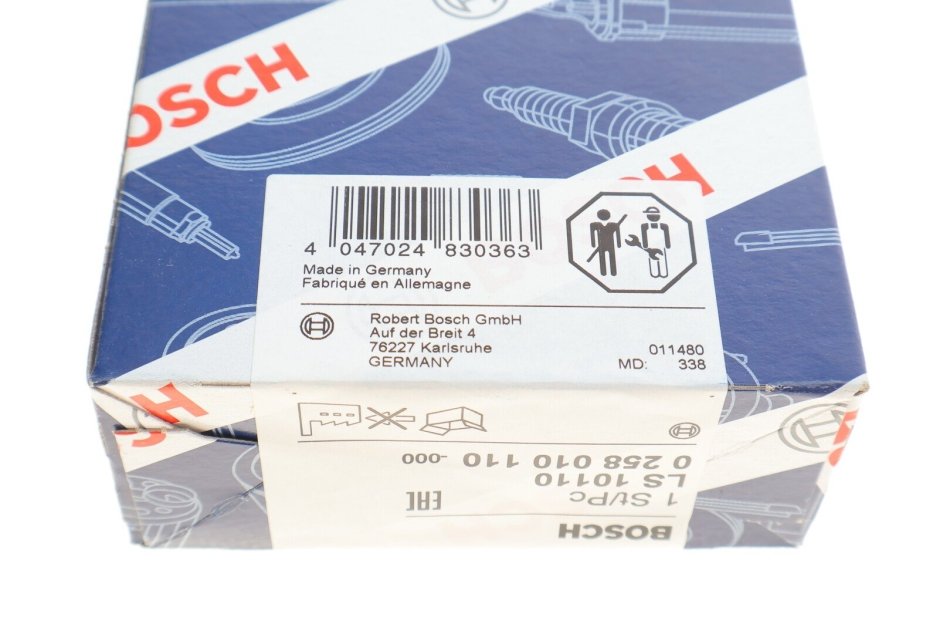 BOSCH
H
4 047024 830363
Made in Germany
Fabriqué en Allemagne
Robert Bosch GmbH
Auf der Breit 4
76227 Karlsruhe
GERMANY
011480
MD: 338
BOSCH
1 St/Pc
EAC
LS 10110
0 258 010 110 -000